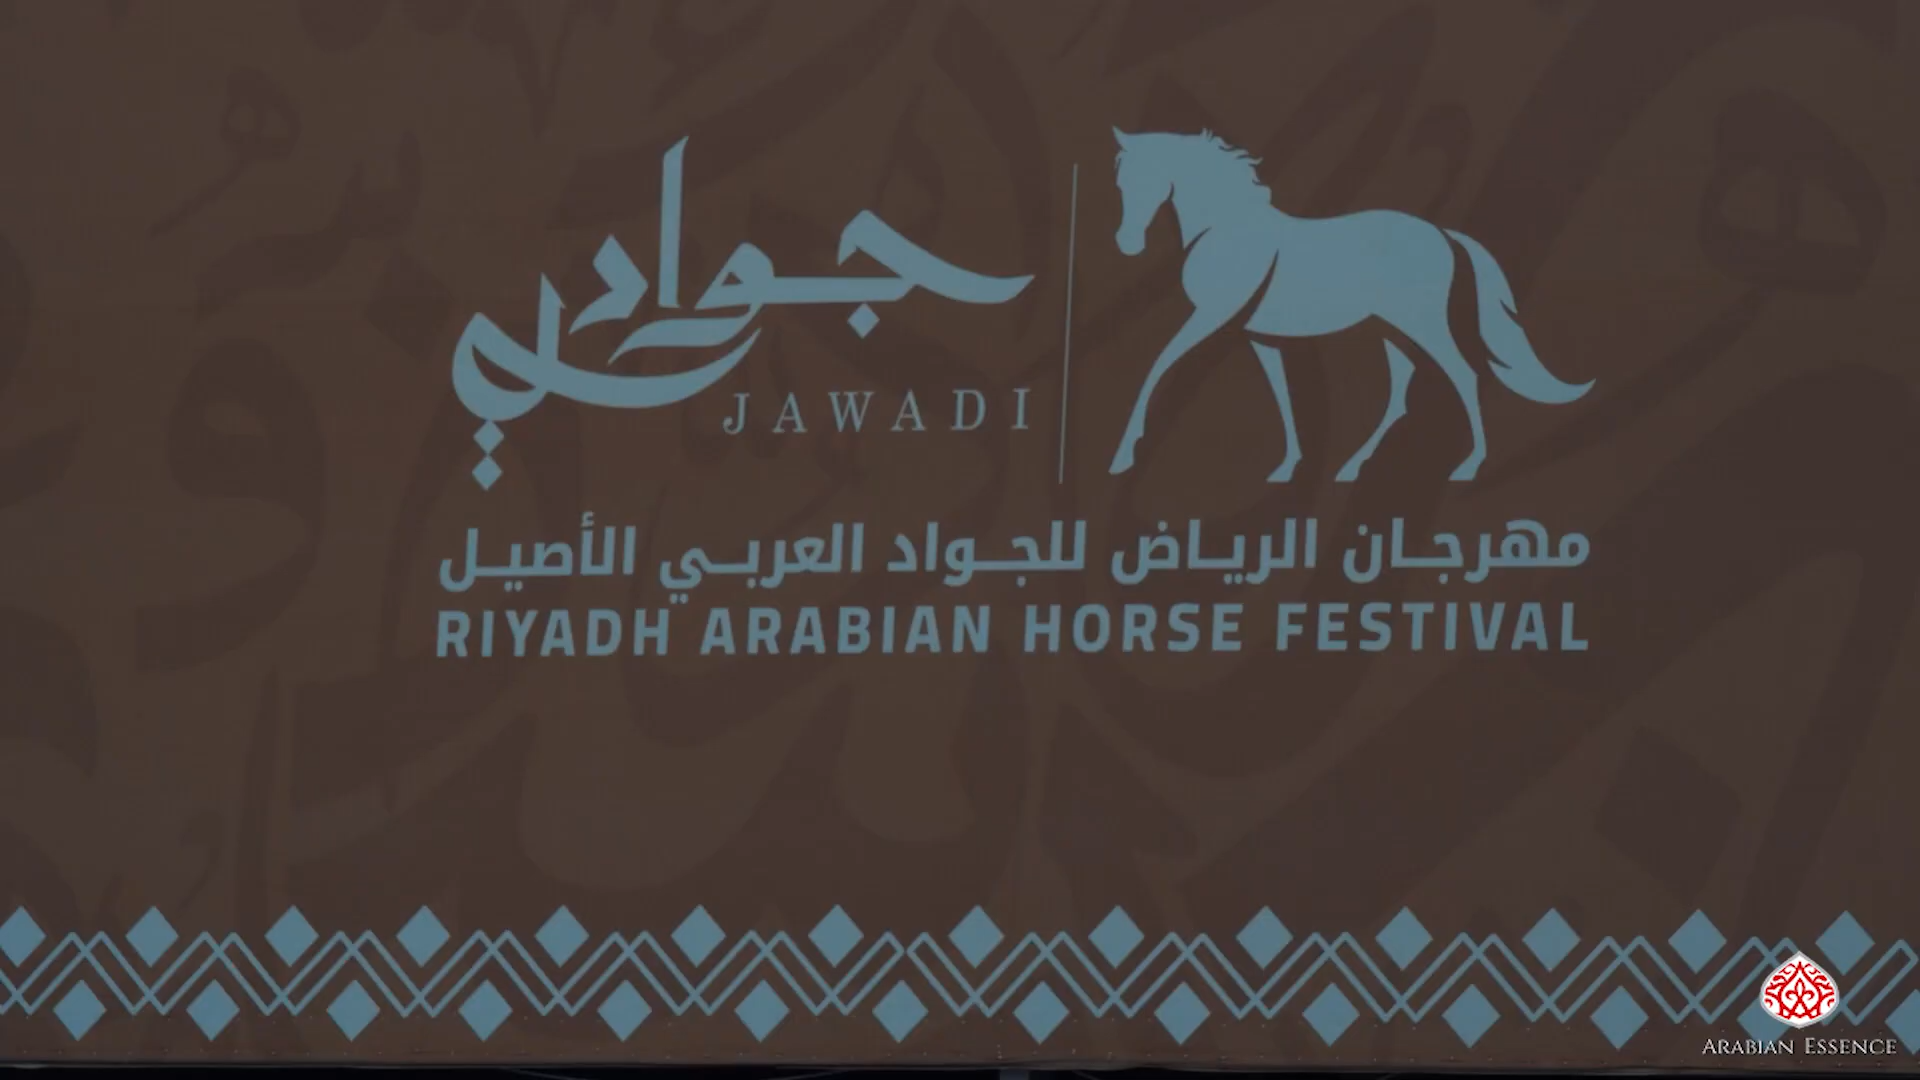 جوادي
JAWADI
مهرجان الرياض للجواد العربي الأصيل
RIYADH ARABIAN HORSE FESTIVAL
ARABIAN ESSENCE